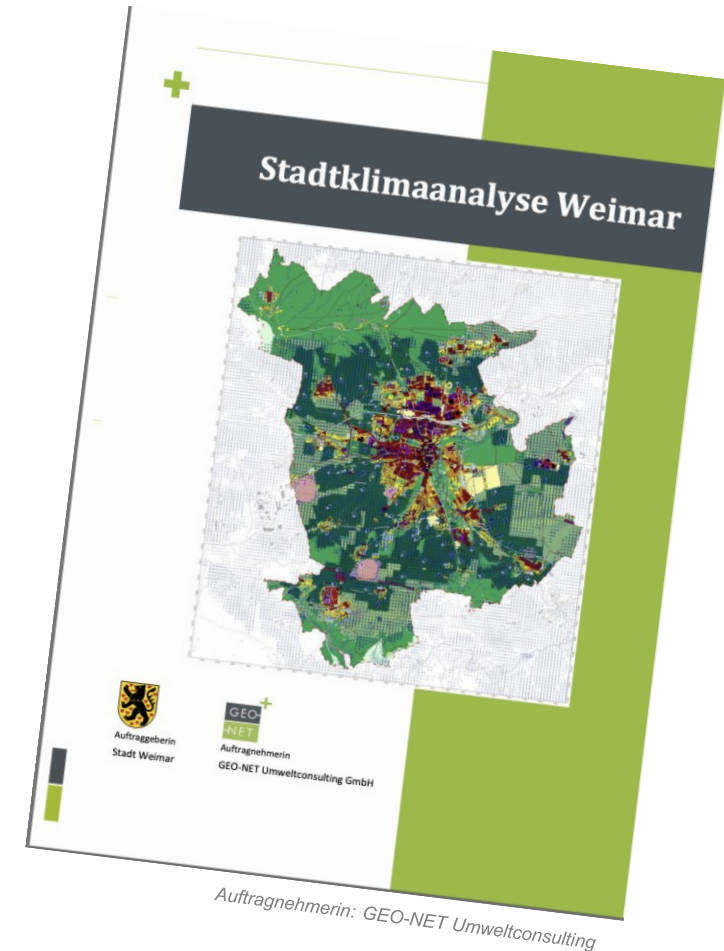 Stadtklimaanalyse Weimar
GEO-
NET
Auftraggeberin
Stadt Weimar
Auftragnehmerin
GEO-NET Umweltconsulting GmbH
Auftragnehmerin: GEO-NET Umweltconsulting